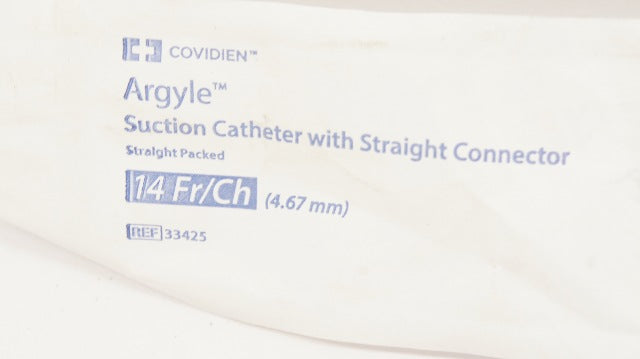 COVIDIEN™
Argyle™
Suction Catheter with Straight Connector
Straight Packed
14 Fr/Ch (4.67 mm)
REF 33425